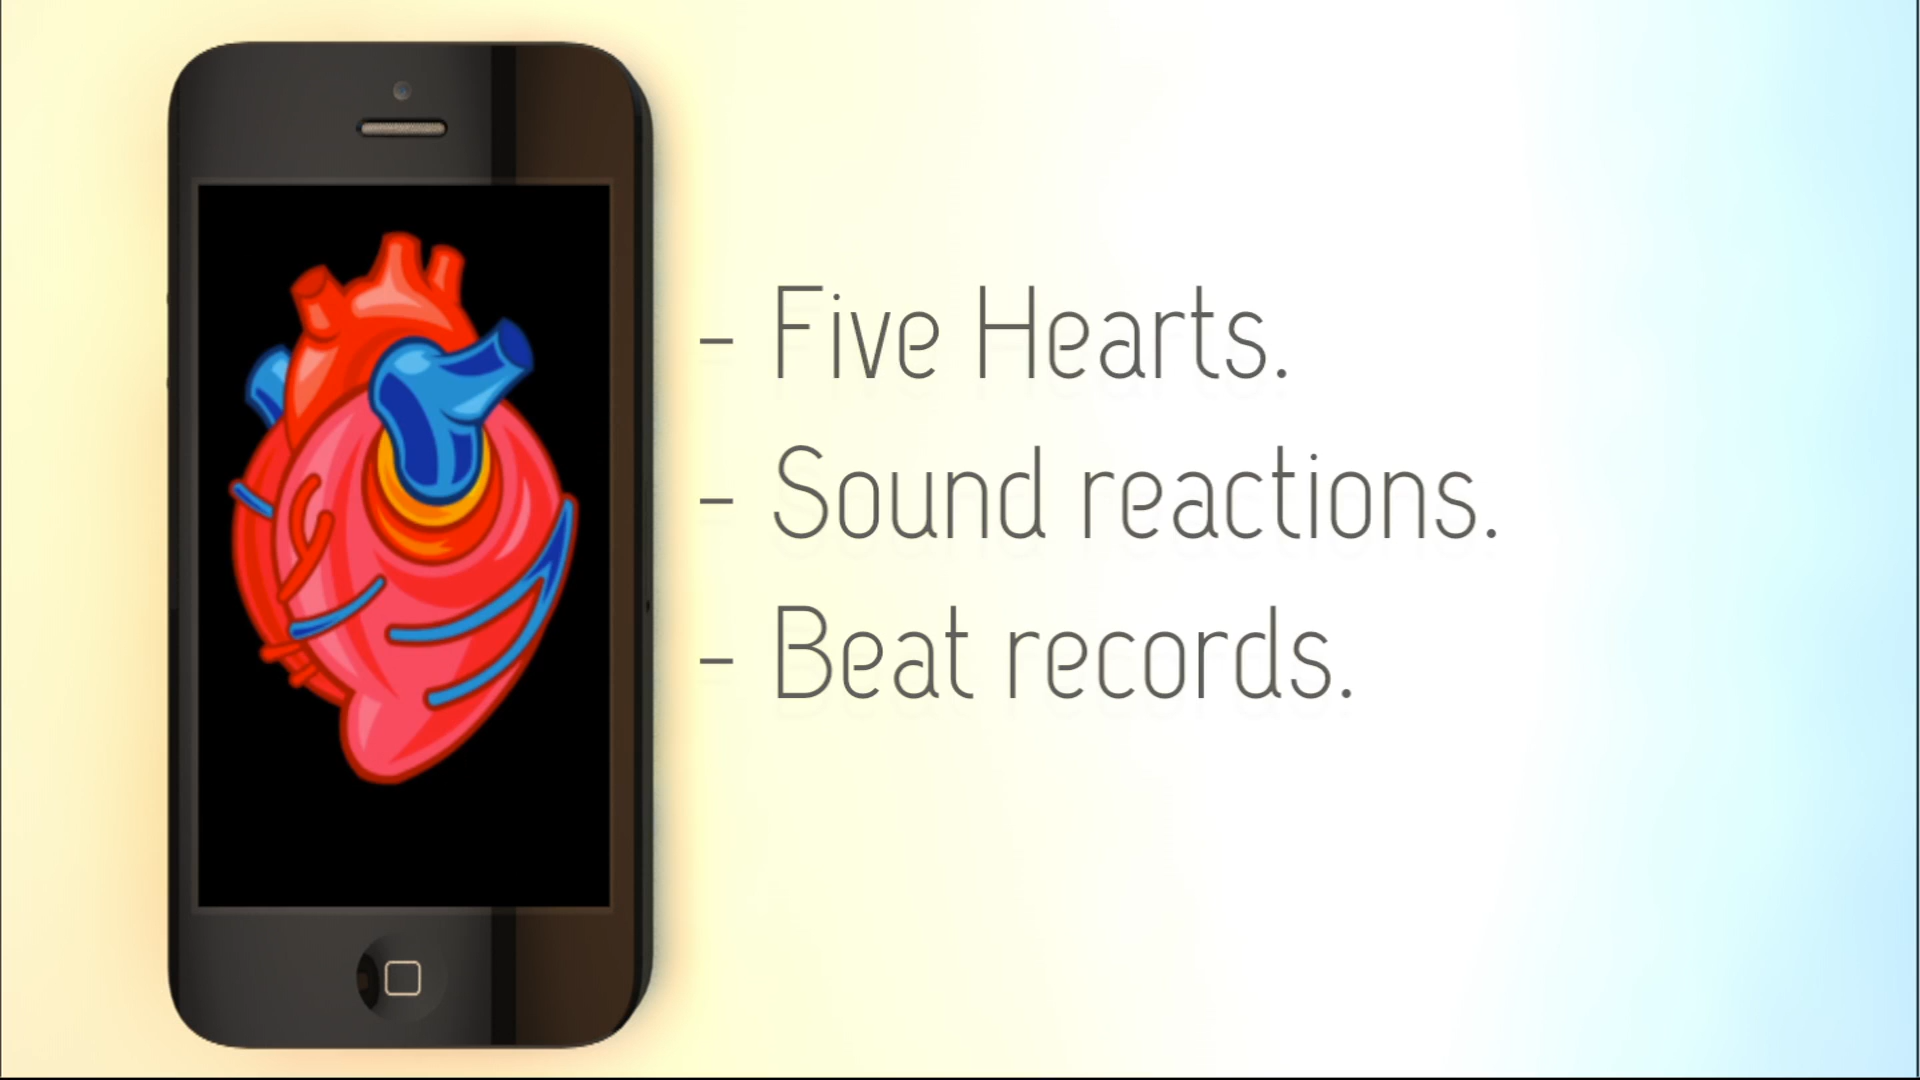 - Five Hearts.
- Sound reactions.
- Beat records.